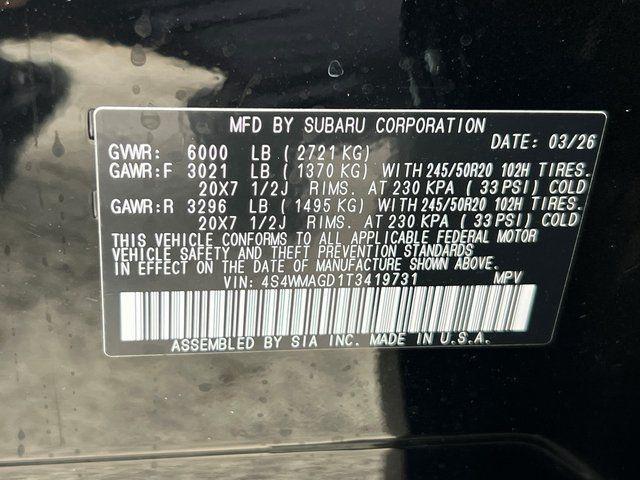 MFD BY SUBARU CORPORATION
DATE: 03/26
GVWR: 6000 LB ( 2721 KG)
GAWR: F 3021 LB ( 1370 KG) WITH 245/50R20 102H TIRES.
20X7 1/2J RIMS. AT 230 KPA ( 33 PSI) COLD
GAWR: R 3296 LB ( 1495 KG) WITH 245/50R20 102H TIRES.
20X7 1/2J RIMS. AT 230 KPA ( 33 PSI) COLD
THIS VEHICLE CONFORMS TO ALL APPLICABLE FEDERAL MOTOR
VEHICLE SAFETY AND THEFT PREVENTION STANDARDS
IN EFFECT ON THE DATE OF MANUFACTURE SHOWN ABOVE.
VIN: 4S4WMAGD1T3419731 MPV
ASSEMBLED BY SIA INC. MADE IN U.S.A.